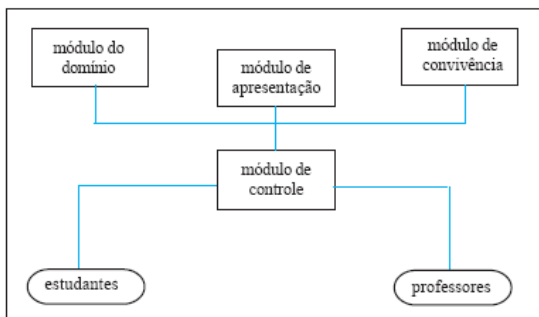 módulo do
domínio
módulo de
apresentação
módulo de
convivência
módulo de
controle
estudantes
professores